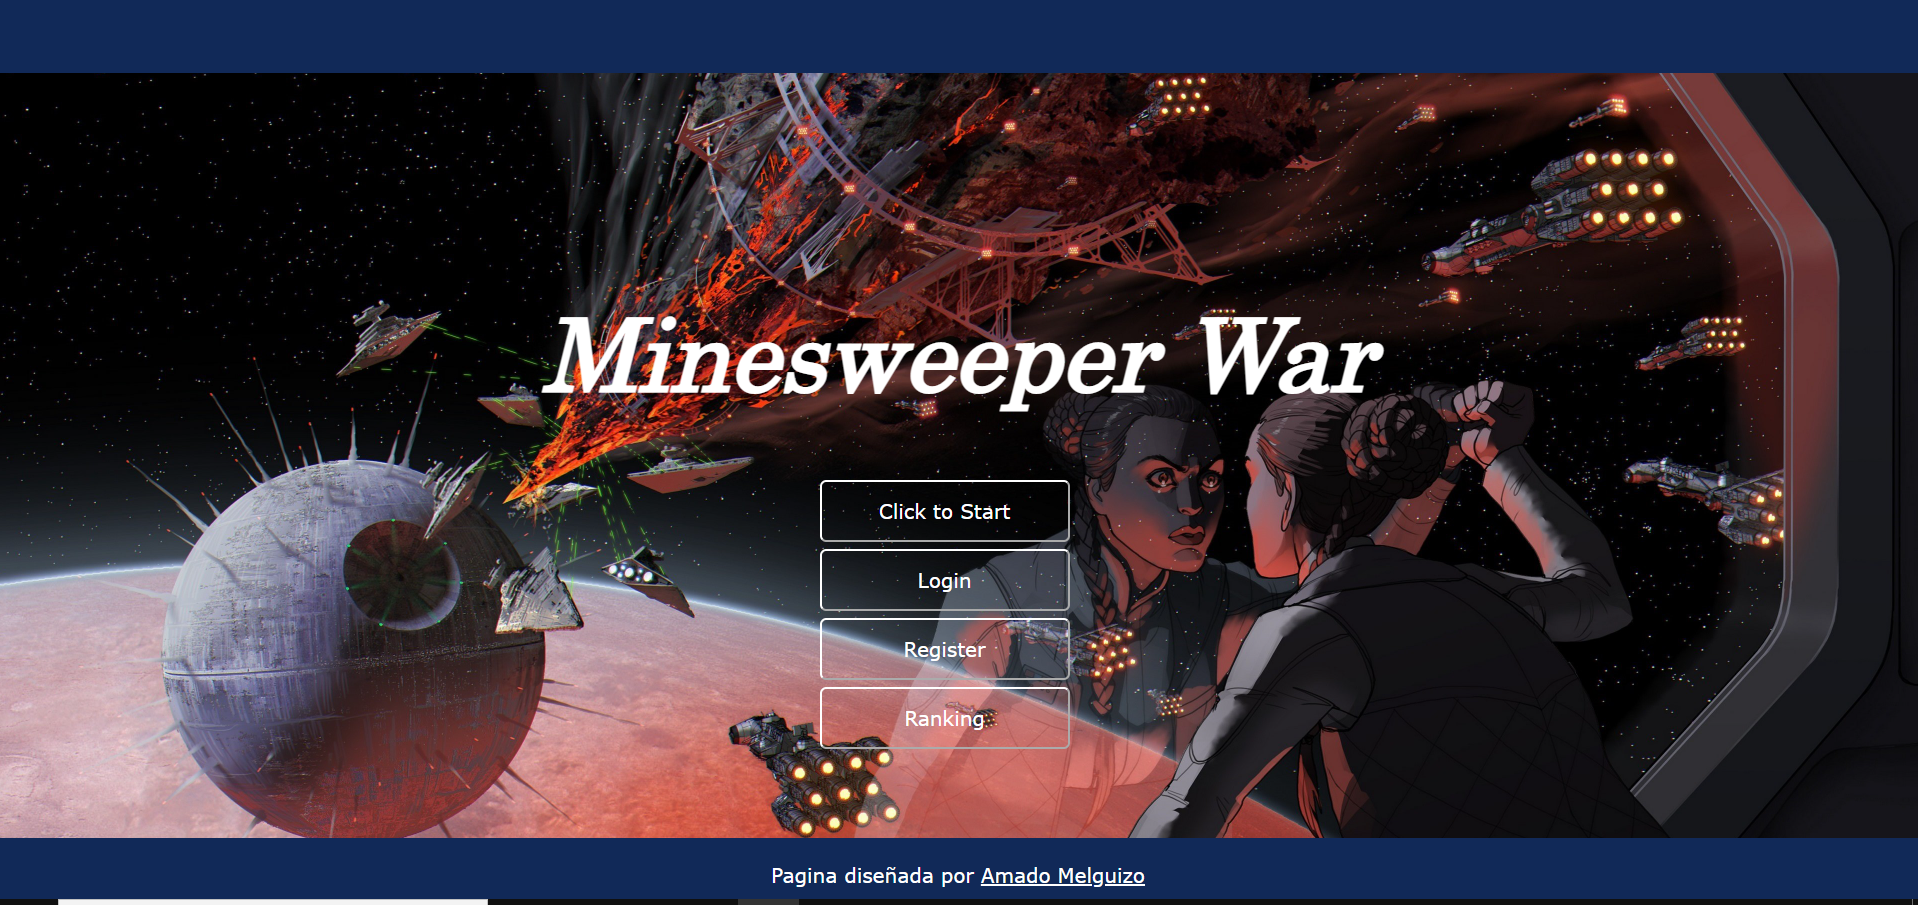 Minesweeper War
Click to Start
Login
Register
Ranking
Pagina diseñada por Amado Melguizo